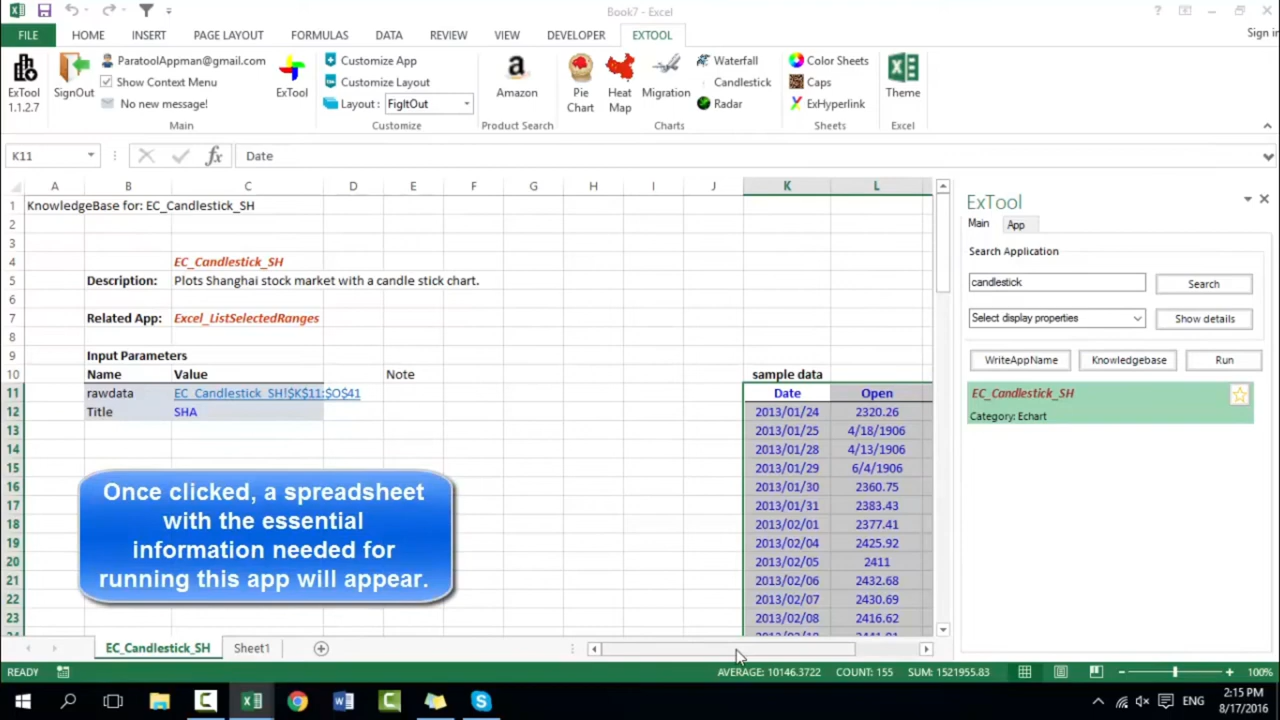 Book7 - Excel
?
FILE HOME INSERT PAGE LAYOUT FORMULAS DATA REVIEW VIEW DEVELOPER EXTOOL Sign in
ExTool
1.1.2.7
SignOut
ParatoolAppman@gmail.com
Show Context Menu
No new message!
Main
ExTool
Customize App
Customize Layout
Layout : FigItOut
Customize
Amazon
Product Search
Pie
Chart
Heat
Map
Migration
Waterfall
Candlestick
Radar
Charts
Color Sheets
Caps
ExHyperlink
Sheets
Theme
Excel
K11 fx Date
A B C D E F G H I J K L
1 KnowledgeBase for: EC_Candlestick_SH
2
3
4 EC_Candlestick_SH
5 Description: Plots Shanghai stock market with a candle stick chart.
6
7 Related App: Excel_ListSelectedRanges
8
9 Input Parameters
10 Name Value Note sample data
11 rawdata EC_Candlestick_SH!$K$11:$O$41 Date Open
12 Title SHA 2013/01/24 2320.26
13 2013/01/25 4/18/1906
14 2013/01/28 4/13/1906
15 2013/01/29 6/4/1906
16 2013/01/30 2360.75
17 2013/01/31 2383.43
18 2013/02/01 2377.41
19 2013/02/04 2425.92
20 2013/02/05 2411
21 2013/02/06 2432.68
22 2013/02/07 2430.69
23 2013/02/08 2416.62
Once clicked, a spreadsheet
with the essential
information needed for
running this app will appear.
ExTool
Main App
Search Application
candlestick Search
Select display properties Show details
WriteAppName Knowledgebase Run
EC_Candlestick_SH
Category: Echart
EC_Candlestick_SH Sheet1
READY AVERAGE: 10146.3722 COUNT: 155 SUM: 1521955.83 100%
ENG
2:15 PM
8/17/2016